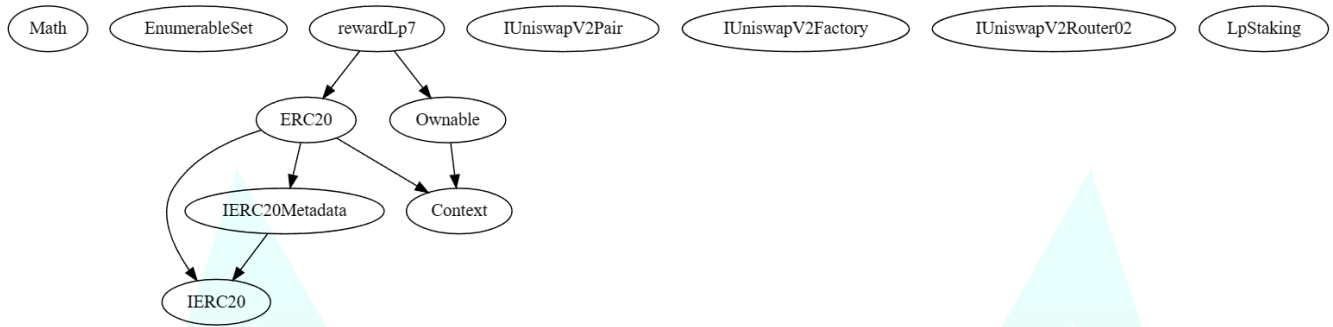 Math
EnumerableSet
rewardLp7
IUniswapV2Pair
IUniswapV2Factory
IUniswapV2Router02
LpStaking
ERC20
Ownable
IERC20Metadata
Context
IERC20